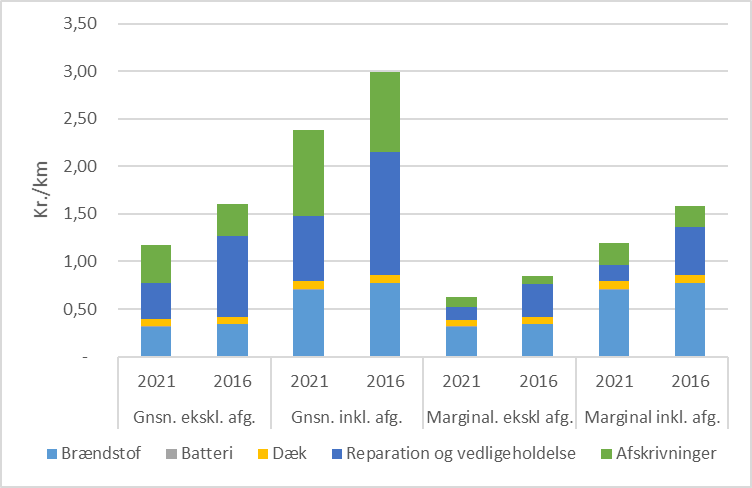 3,50
3,00
2,50
2,00
1,50
1,00
0,50
-
Kr./km
2021 2016 2021 2016 2021 2016 2021 2016
Gnsn. ekskl. afg. Gnsn. inkl. afg. Marginal. ekskl afg. Marginal inkl. afg.
Brændstof Batteri Dæk Reparation og vedligeholdelse Afskrivninger